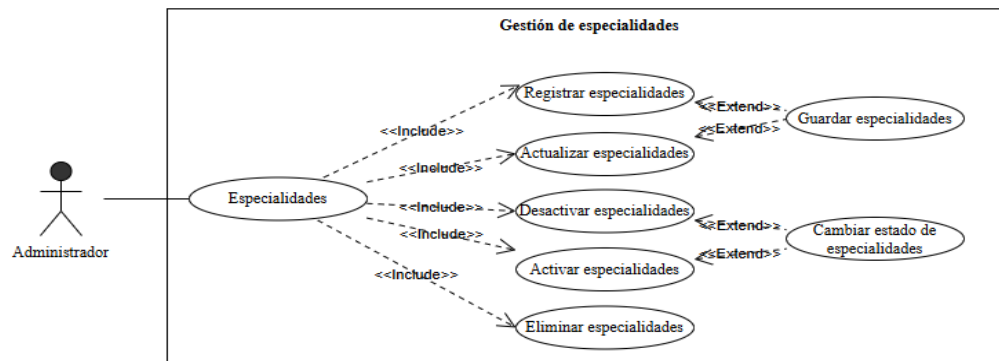 Gestión de especialidades
Registrar especialidades
<<Extend>>
<<Include>>
Guardar especialidades
<<Extend>>
Actualizar especialidades
<<Include>>
Administrador
Especialidades
<<Include>>
Desactivar especialidades
<<Extend>>
<<Include>>
Cambiar estado de
especialidades
<<Extend>>
Activar especialidades
<<Include>>
Eliminar especialidades